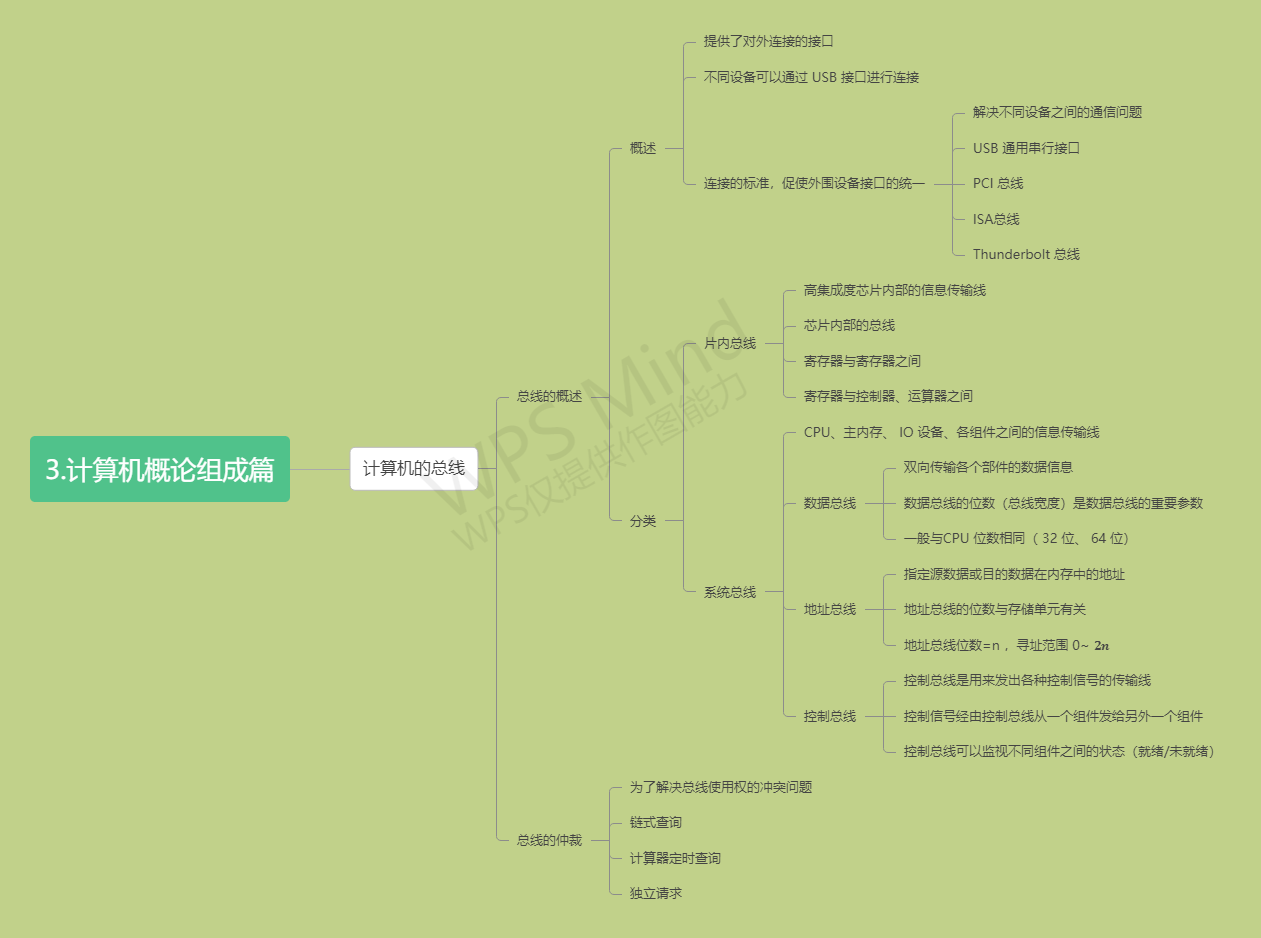 3.计算机概论组成篇
计算机的总线
总线的概述
概述
提供了对外连接的接口
不同设备可以通过 USB 接口进行连接
连接的标准，促使外围设备接口的统一
解决不同设备之间的通信问题
USB 通用串行接口
PCI 总线
ISA总线
Thunderbolt 总线
分类
片内总线
高集成度芯片内部的信息传输线
芯片内部的总线
寄存器与寄存器之间
寄存器与控制器、运算器之间
系统总线
CPU、主内存、 IO 设备、各组件之间的信息传输线
数据总线
双向传输各个部件的数据信息
数据总线的位数（总线宽度）是数据总线的重要参数
一般与CPU 位数相同（ 32 位、 64 位）
地址总线
指定源数据或目的数据在内存中的地址
地址总线的位数与存储单元有关
地址总线位数=n ，寻址范围 0~ 2𝒏
控制总线
控制总线是用来发出各种控制信号的传输线
控制信号经由控制总线从一个组件发给另外一个组件
控制总线可以监视不同组件之间的状态（就绪/未就绪）
总线的仲裁
为了解决总线使用权的冲突问题
链式查询
计算器定时查询
独立请求
WPS Mind
WPS仅提供作图能力